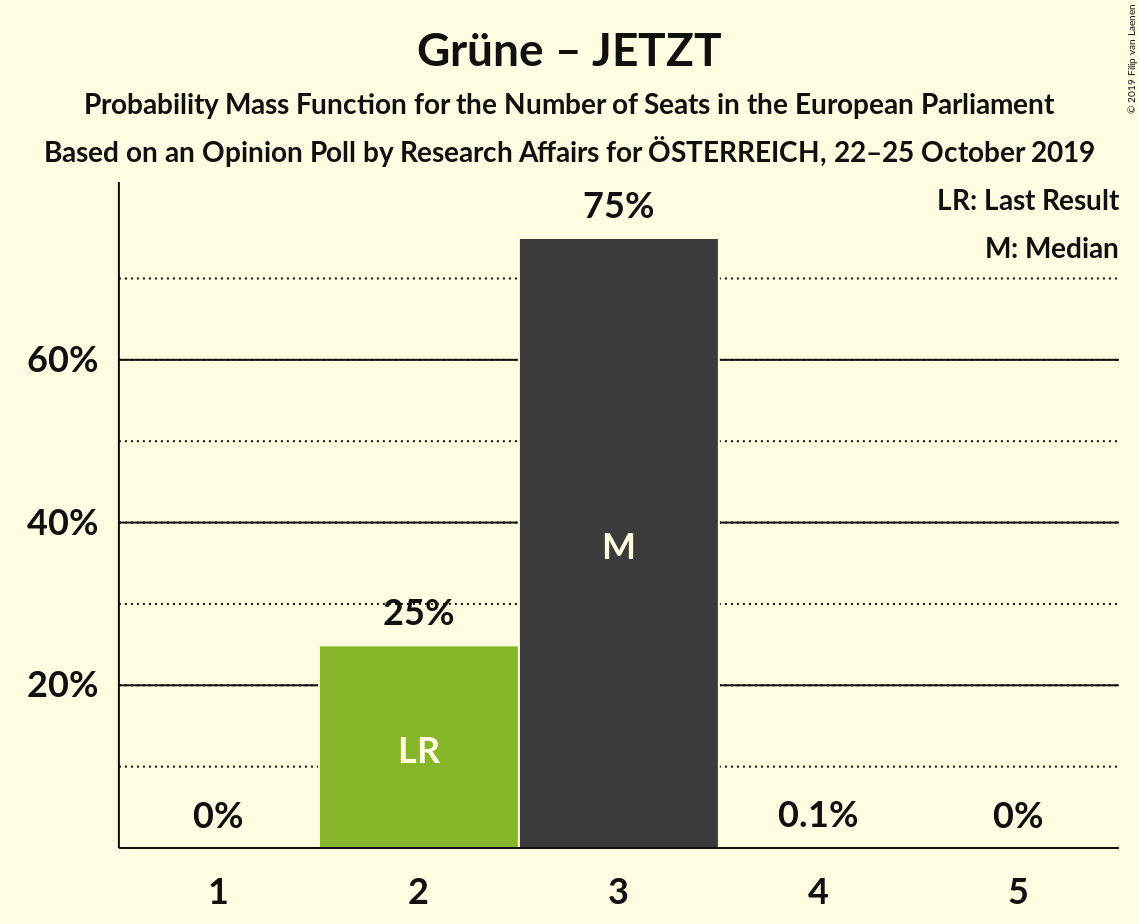 Grüne – JETZT
Probability Mass Function for the Number of Seats in the European Parliament
Based on an Opinion Poll by Research Affairs for ÖSTERREICH, 22–25 October 2019
© 2019 Filip van Laenen
LR: Last Result
M: Median
75%
60%
40%
M
25%
20%
LR
0%
0.1%
0%
1
2
3
4
5